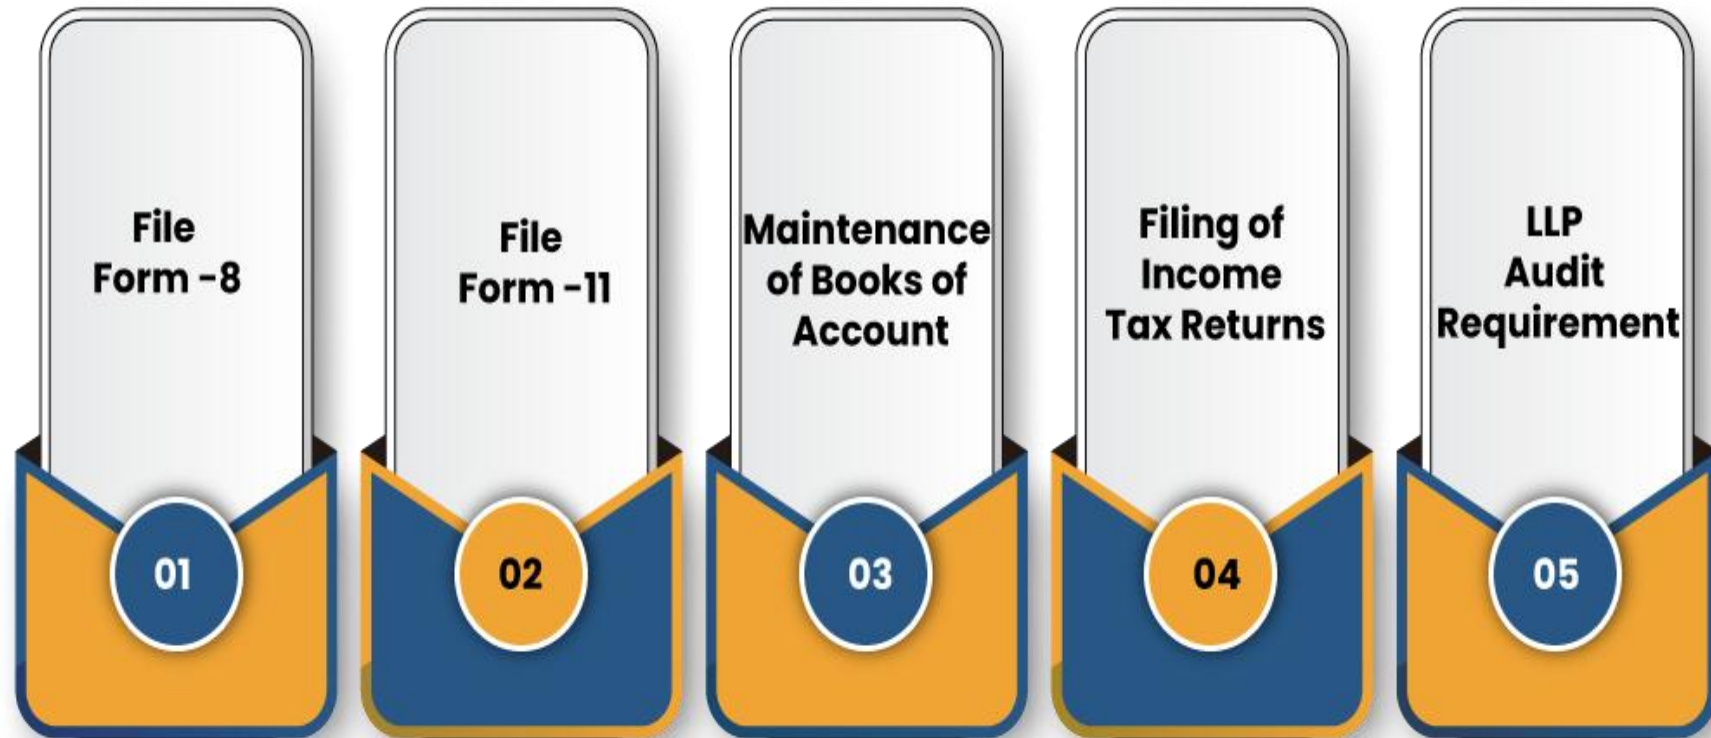 File
Form -8
01
File
Form -11
02
Maintenance
of Books of
Account
03
Filing of
Income
Tax Returns
04
LLP
Audit
Requirement
05